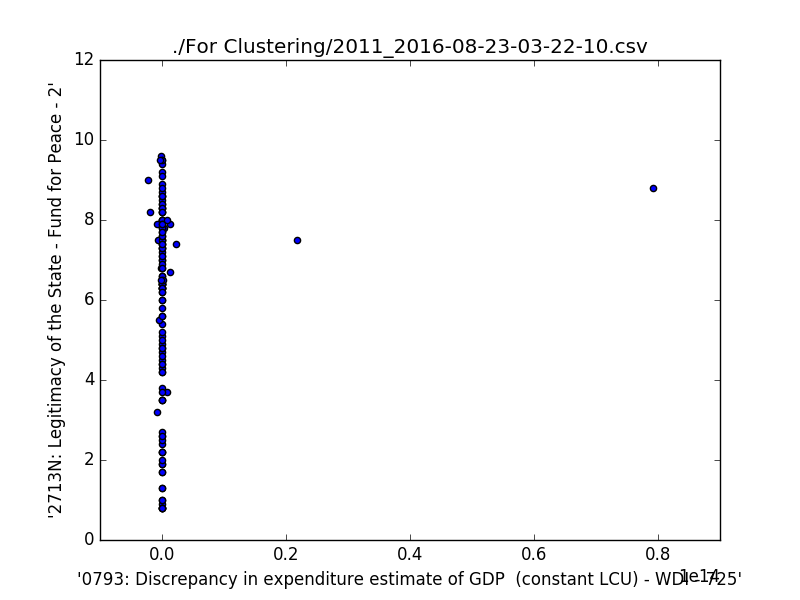 ./For Clustering/2011_2016-08-23-03-22-10.csv
12
10
8
6
4
2
0
'2713N: Legitimacy of the State - Fund for Peace - 2'
0.0 0.2 0.4 0.6 0.8
1e14
'0793: Discrepancy in expenditure estimate of GDP  (constant LCU) - WDI - 725'